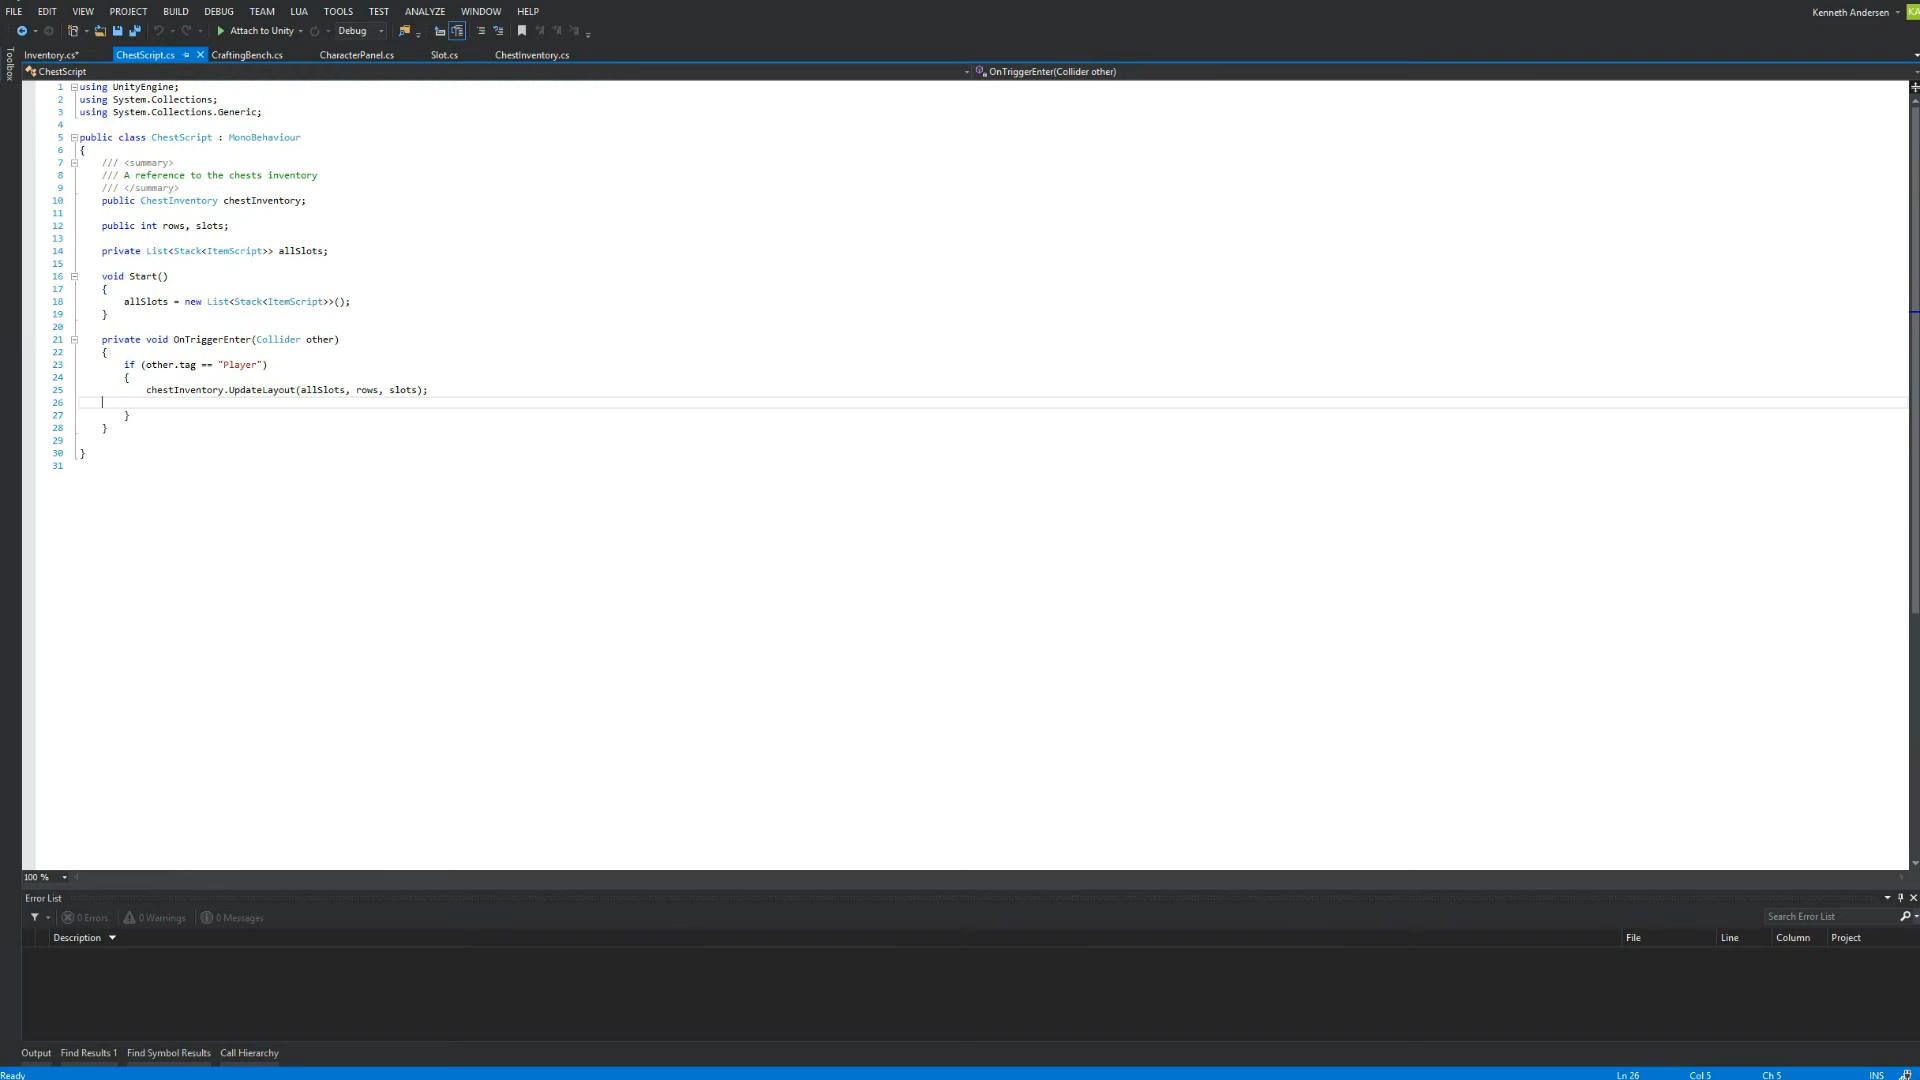 FILE EDIT VIEW PROJECT BUILD DEBUG TEAM LUA TOOLS TEST ANALYZE WINDOW HELP
Kenneth Andersen
KA
Attach to Unity Debug
Toolbox
Inventory.cs* ChestScript.cs CraftingBench.cs CharacterPanel.cs Slot.cs ChestInventory.cs
ChestScript OnTriggerEnter(Collider other)
1 using UnityEngine;
2 using System.Collections;
3 using System.Collections.Generic;
4
5 public class ChestScript : MonoBehaviour
6 {
7 /// <summary>
8 /// A reference to the chests inventory
9 /// </summary>
10 public ChestInventory chestInventory;
11
12 public int rows, slots;
13
14 private List<Stack<ItemScript>> allSlots;
15
16 void Start()
17 {
18 allSlots = new List<Stack<ItemScript>>();
19 }
20
21 private void OnTriggerEnter(Collider other)
22 {
23 if (other.tag == "Player")
24 {
25 chestInventory.UpdateLayout(allSlots, rows, slots);
26
27 }
28 }
29
30 }
31
100 %
Error List
0 Errors 0 Warnings 0 Messages Search Error List
Description File Line Column Project
Output Find Results 1 Find Symbol Results Call Hierarchy
Ready Ln 26 Col 5 Ch 5 INS